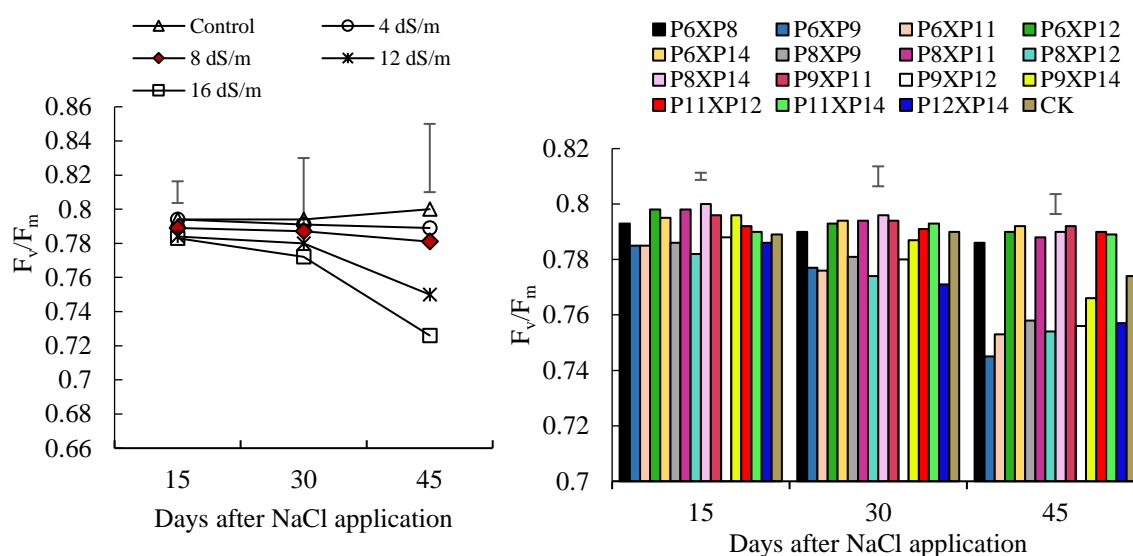 Control 4 dS/m
8 dS/m 12 dS/m
16 dS/m
0.86
0.84
0.82
0.8
0.78
0.76
0.74
0.72
0.7
0.68
0.66
Fv/Fm
15 30 45
Days after NaCl application
P6XP8 P6XP9 P6XP11 P6XP12
P6XP14 P8XP9 P8XP11 P8XP12
P8XP14 P9XP11 P9XP12 P9XP14
P11XP12 P11XP14 P12XP14 CK
0.82
0.8
0.78
0.76
0.74
0.72
0.7
Fv/Fm
15 30 45
Days after NaCl application